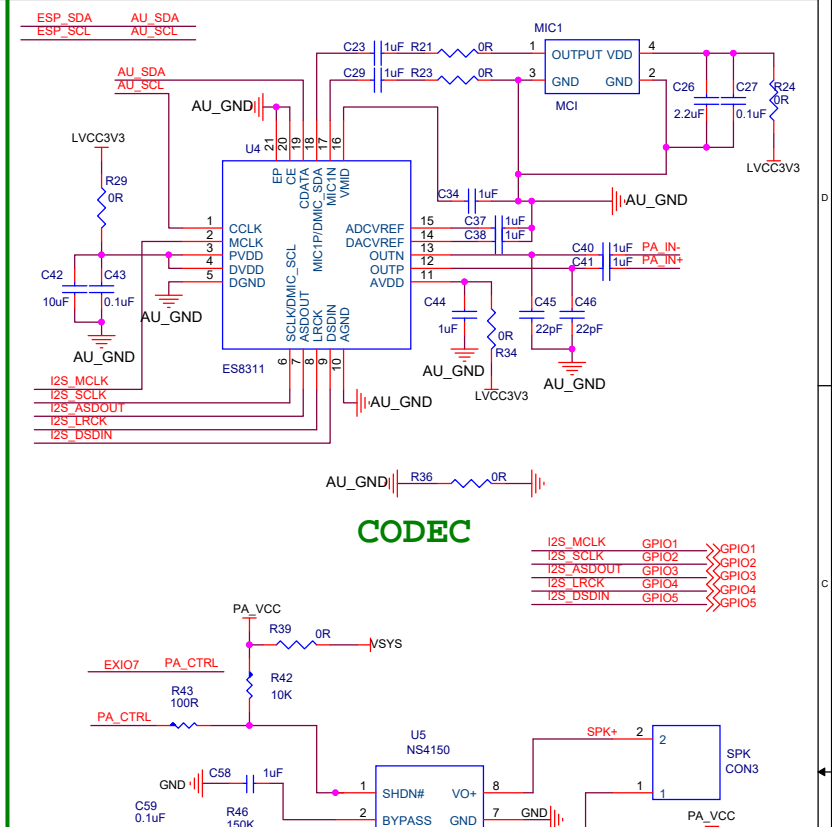 ESP_SDA AU_SDA
ESP_SCL AU_SCL
MIC1
C23 1uF R21 0R 1 OUTPUT VDD 4
C29 1uF R23 0R 3 GND GND 2
MCI
C26 C27 R24
0R
2.2uF 0.1uF
LVCC3V3
AU_SDA
AU_SCL
AU_GND
LVCC3V3
U4
21 20 19 18 17 16
EP CE CDATA MIC1P/DMIC_SDA MIC1N VMID
R29
0R
C34 1uF
AU_GND
D
1 CCLK
2 MCLK
3 PVDD
4 DVDD
5 DGND
ADCVREF 15 C37 1uF
DACVREF 14 C38 1uF
OUTN 13 C40 1uF PA_IN-
OUTP 12 C41 1uF PA_IN+
AVDD 11
C42 C43
10uF 0.1uF
AU_GND
AU_GND
C44
1uF
0R
R34
C45 C46
22pF 22pF
SCLK/DMIC_SCL ASDOUT LRCK DSDIN AGND
6 7 8 9 10
ES8311
AU_GND
AU_GND
LVCC3V3
I2S_MCLK
I2S_SCLK
I2S_ASDOUT
I2S_LRCK
I2S_DSDIN
AU_GND
AU_GND R36 0R
CODEC
I2S_MCLK GPIO1 GPIO1
I2S_SCLK GPIO2 GPIO2
I2S_ASDOUT GPIO3 GPIO3
I2S_LRCK GPIO4 GPIO4
I2S_DSDIN GPIO5 GPIO5
C
PA_VCC
R39 0R
VSYS
EXIO7 PA_CTRL
R42
10K
R43
100R
PA_CTRL
U5
NS4150
SPK+ 2 2
SPK
CON3
1 1
GND C58 1uF
1 SHDN# VO+ 8
2 BYPASS GND 7 GND
C59
0.1uF
R46
150K
PA_VCC